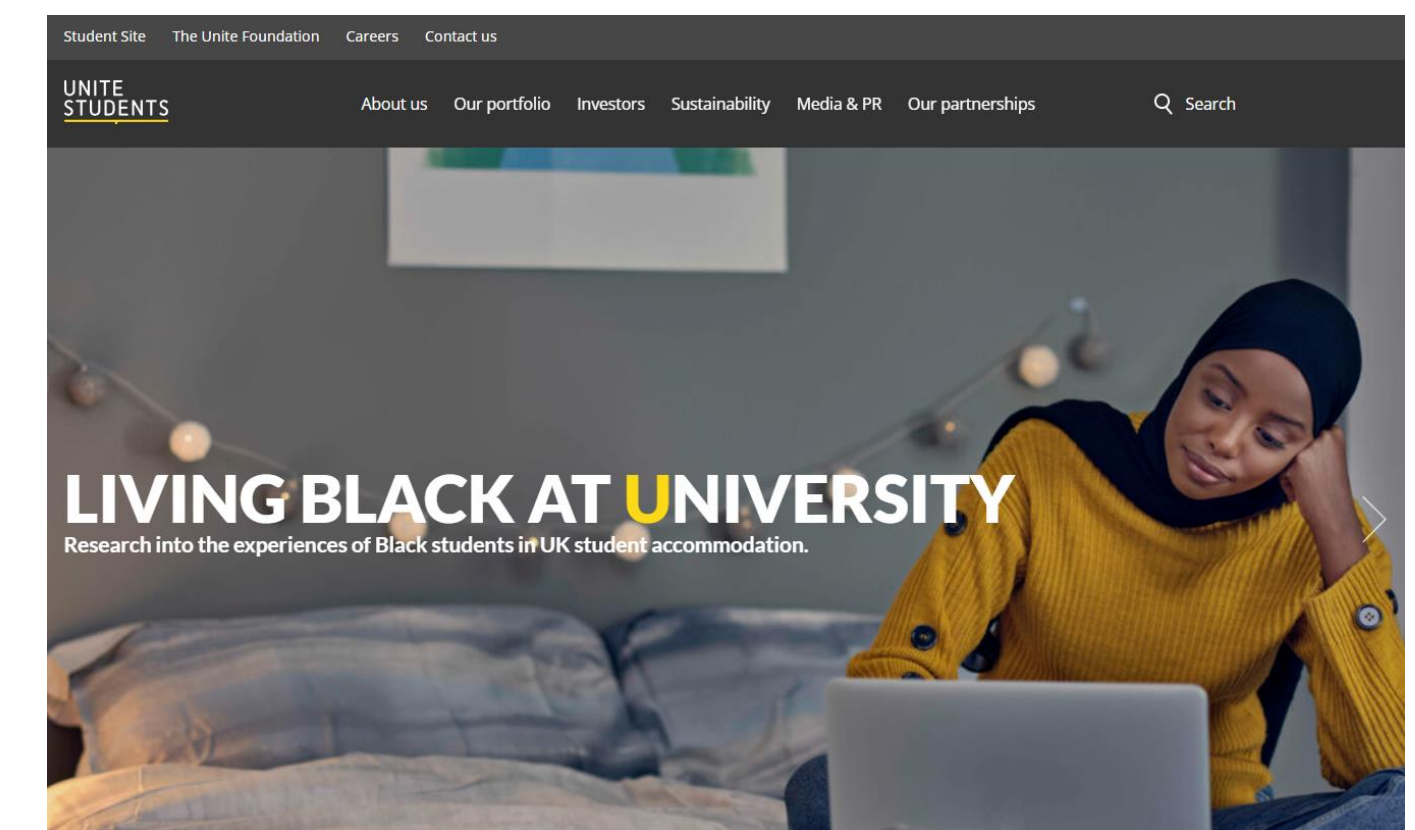 Student Site The Unite Foundation Careers Contact us
UNITE
STUDENTS
About us Our portfolio Investors Sustainability Media & PR Our partnerships Search
LIVING BLACK AT UNIVERSITY
Research into the experiences of Black students in UK student accommodation.